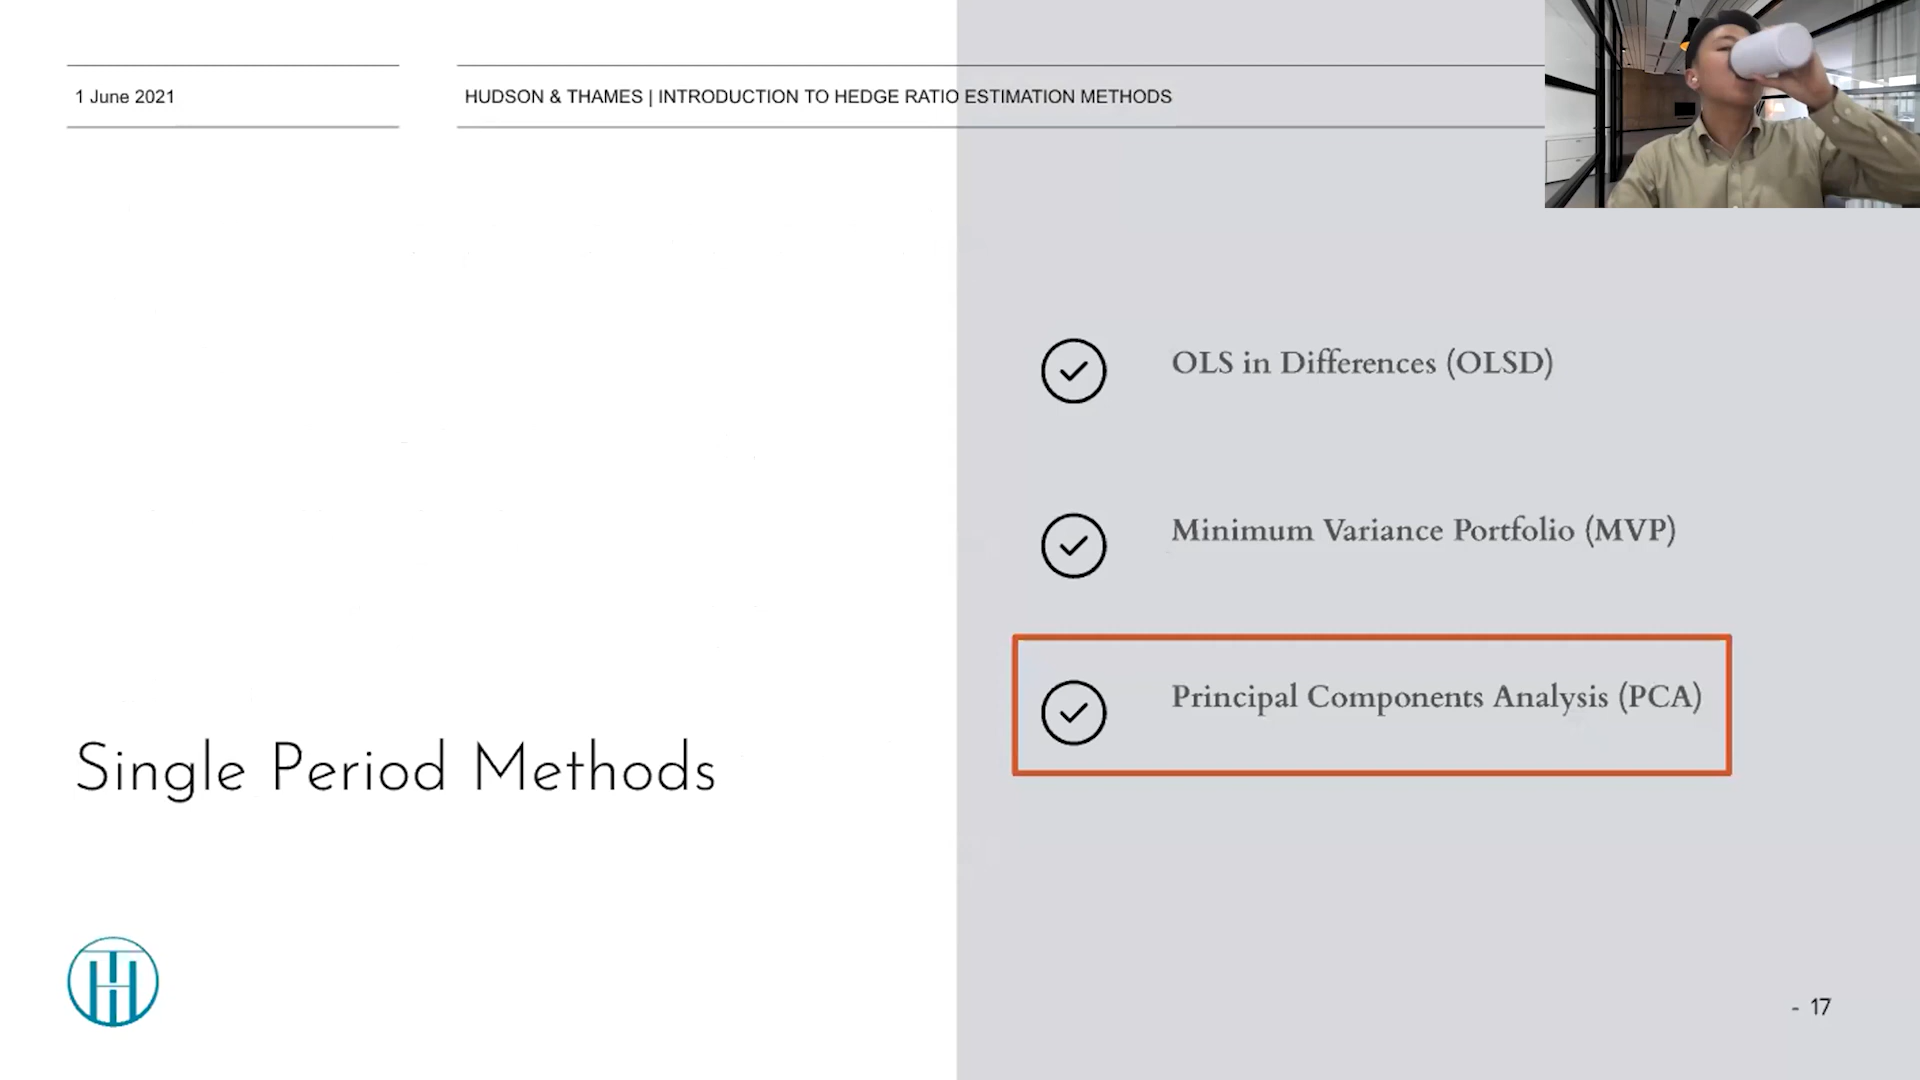 1 June 2021
HUDSON & THAMES | INTRODUCTION TO HEDGE RATIO ESTIMATION METHODS
OLS in Differences (OLSD)
Minimum Variance Portfolio (MVP)
Principal Components Analysis (PCA)
Single Period Methods
- 17